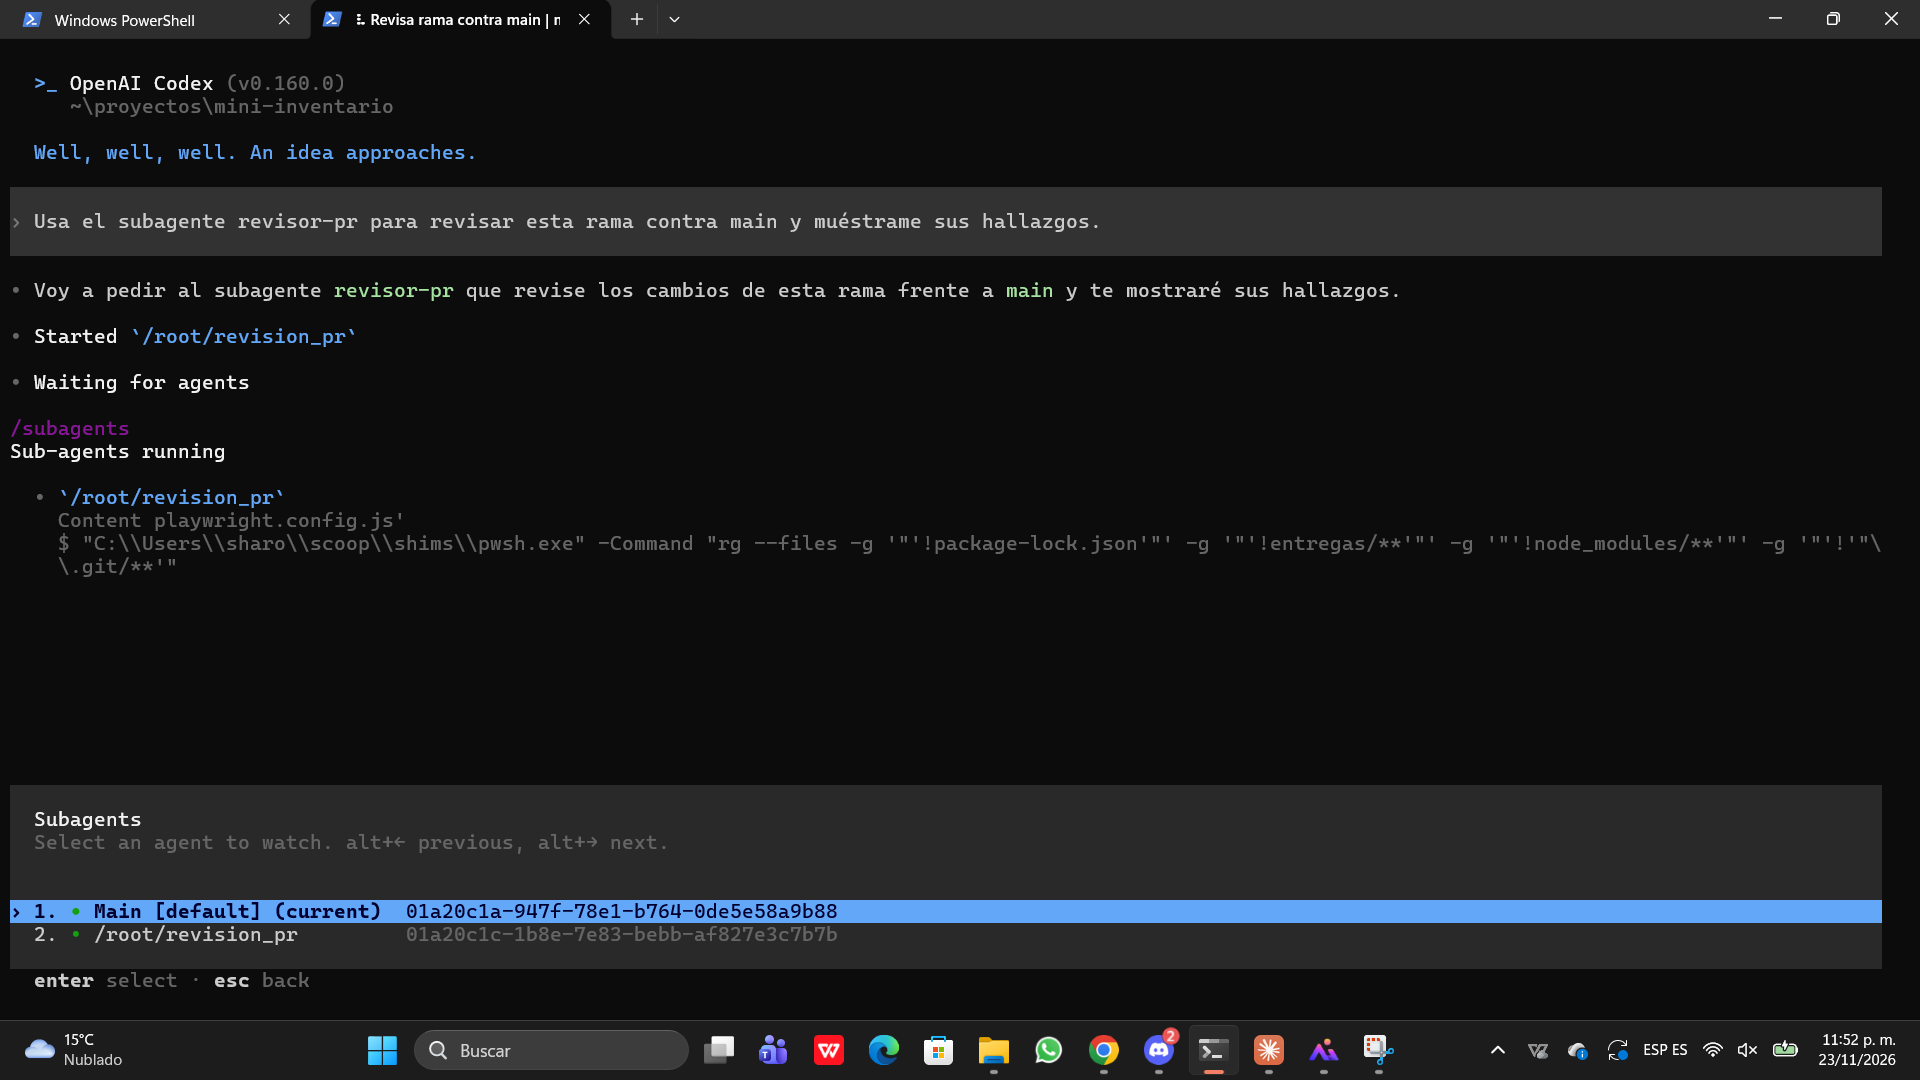 Windows PowerShell
Revisa rama contra main | n
>_ OpenAI Codex (v0.160.0)
~\proyectos\mini-inventario
Well, well, well. An idea approaches.
› Usa el subagente revisor-pr para revisar esta rama contra main y muéstrame sus hallazgos.
• Voy a pedir al subagente revisor-pr que revise los cambios de esta rama frente a main y te mostraré sus hallazgos.
• Started `/root/revision_pr`
• Waiting for agents
/subagents
Sub-agents running
• `/root/revision_pr`
Content playwright.config.js'
$ "C:\\Users\\sharo\\scoop\\shims\\pwsh.exe" -Command "rg --files -g '"'!package-lock.json'"' -g '"'!entregas/**'"' -g '"'!node_modules/**'"' -g '"'!'"\
\.git/**'"
Subagents
Select an agent to watch. alt+← previous, alt+→ next.
› 1. • Main [default] (current) 01a20c1a-947f-78e1-b764-0de5e58a9b88
2. • /root/revision_pr 01a20c1c-1b8e-7e83-bebb-af827e3c7b7b
enter select · esc back
15°C
Nublado
Buscar
2
ESP ES
11:52 p. m.
23/11/2026